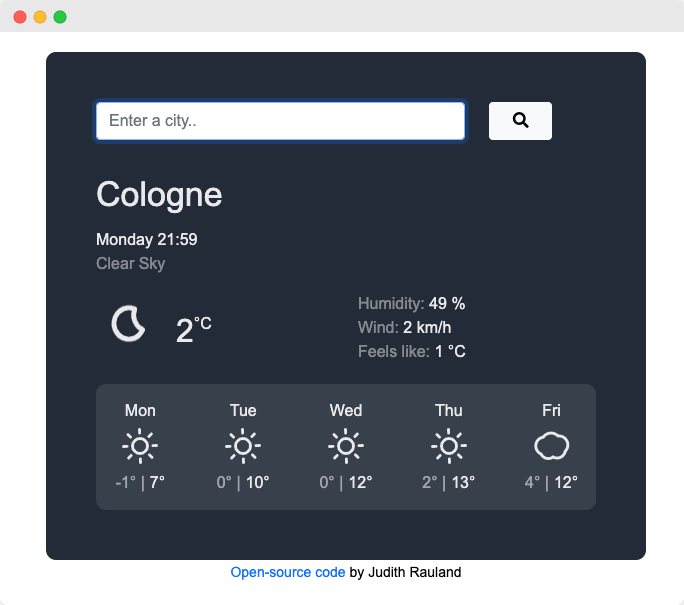 Enter a city..
Cologne
Monday 21:59
Clear Sky
2°C
Humidity: 49 %
Wind: 2 km/h
Feels like: 1 °C
Mon Tue Wed Thu Fri
-1° | 7° 0° | 10° 0° | 12° 2° | 13° 4° | 12°
Open-source code by Judith Rauland